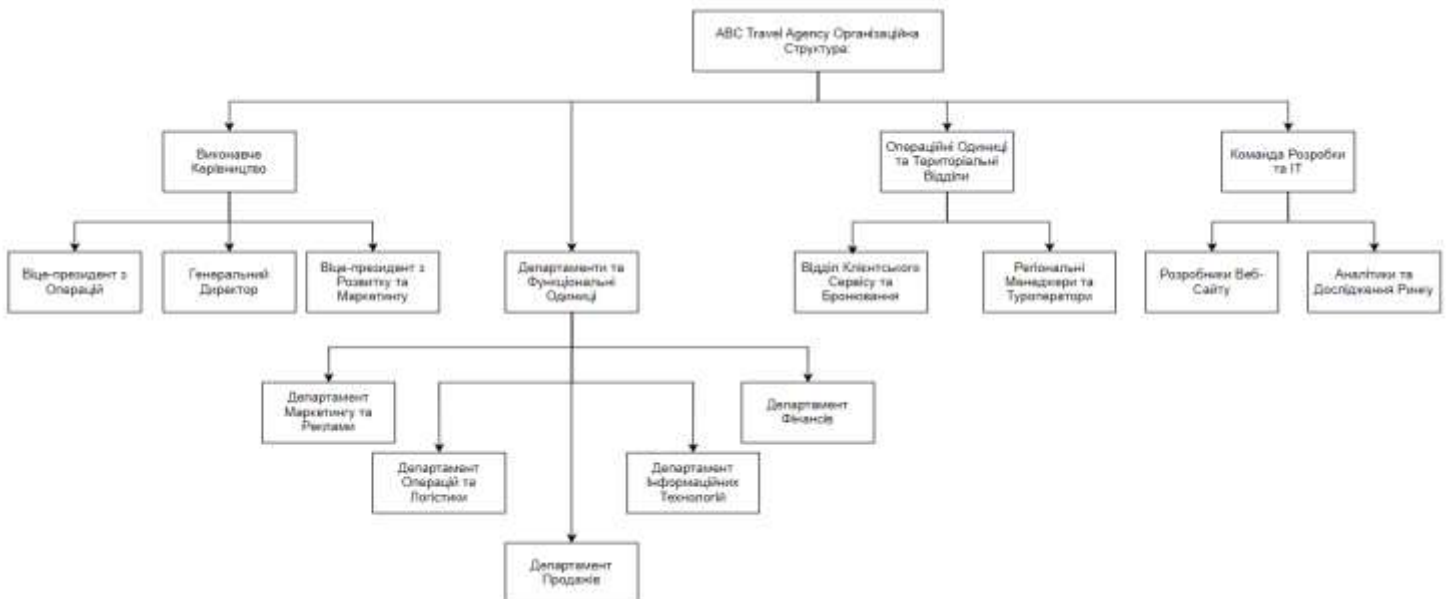 ABC Travel Agency Організаційна
Структура:
Виконавче
Керівництво
Операційні Одиниці
та Територіальні
Відділи
Команда Розробки
та ІТ
Віце-президент з
Операцій
Генеральний
Директор
Віце-президент з
Розвитку та
Маркетингу
Департаменти та
Функціональні
Одиниці
Відділ Клієнтського
Сервісу та
Бронювання
Регіональні
Менеджери та
Туроператори
Розробники Веб-
Сайту
Аналітики та
Дослідження Ринку
Департамент
Маркетингу та
Реклами
Департамент
Фінансів
Департамент
Операцій та
Логістики
Департамент
Інформаційних
Технологій
Департамент
Продажів